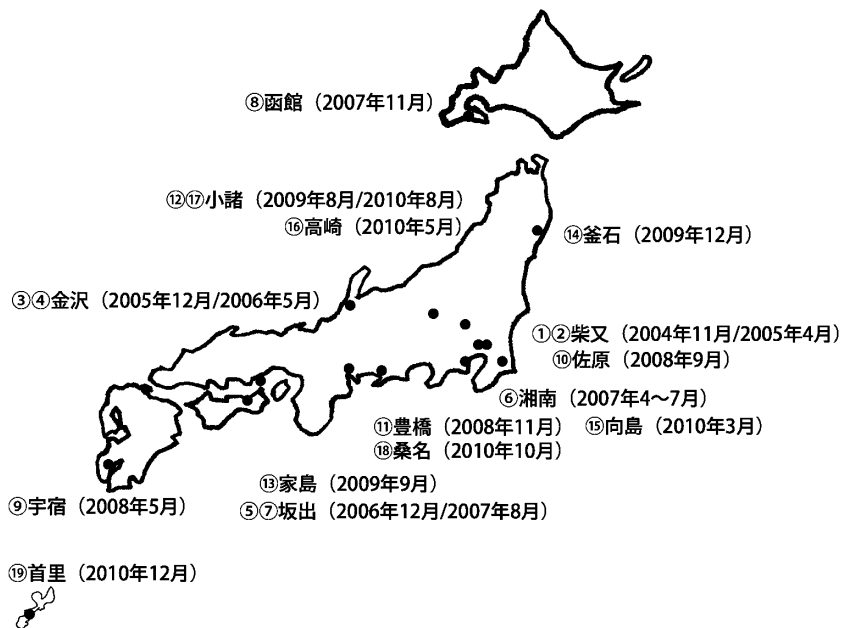 ⑧函館（2007年11月）
⑫⑰小諸（2009年8月/2010年8月）
⑯高崎（2010年5月）
⑭釜石（2009年12月）
③④金沢（2005年12月/2006年5月）
①②柴又（2004年11月/2005年4月）
⑩佐原（2008年9月）
⑥湘南（2007年4～7月）
⑪豊橋（2008年11月）
⑮向島（2010年3月）
⑱桑名（2010年10月）
⑬家島（2009年9月）
⑨宇宿（2008年5月）
⑤⑦坂出（2006年12月/2007年8月）
⑲首里（2010年12月）